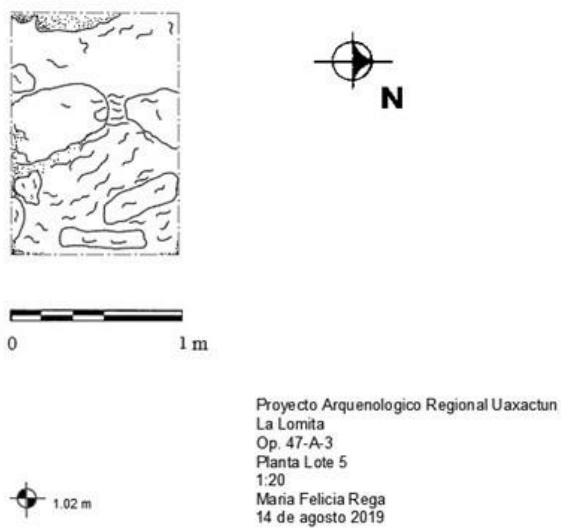 N
0 1 m
Proyecto Arquenologico Regional Uaxactun
La Lomita
Op. 47-A-3
Planta Lote 5
1:20
Maria Felicia Rega
14 de agosto 2019
1.02 m